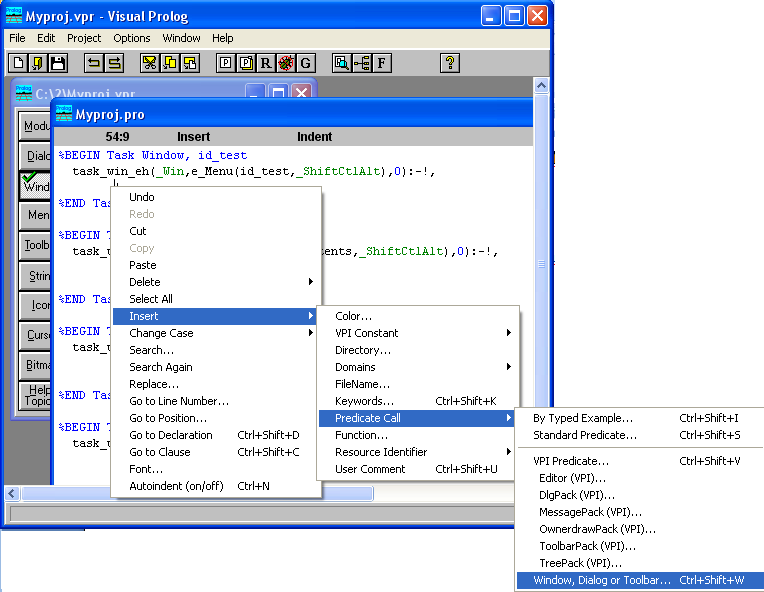 Myproj.vpr - Visual Prolog
File Edit Project Options Window Help
P R G F ?
C:\2\Myproj.vpr
Myproj.pro
54:9 Insert Indent
%BEGIN Task Window, id_test
task_win_eh(_Win,e_Menu(id_test,_ShiftCtlAlt),0):-!,
%END Tas
%BEGIN T
task_w ents,_ShiftCtlAlt),0):-!,
%END Tas
%BEGIN T
task_w
%END Tas
%BEGIN T
task_w
Modu
Dialo
Wind
Men
Toolb
Strin
Ico
Curs
Bitma
Help
Topic
Undo
Redo
Cut
Copy
Paste
Delete
Select All
Insert
Change Case
Search...
Search Again
Replace...
Go to Line Number...
Go to Position...
Go to Declaration Ctrl+Shift+D
Go to Clause Ctrl+Shift+C
Font...
Autoindent (on/off) Ctrl+N
Color...
VPI Constant
Directory...
Domains
FileName...
Keywords... Ctrl+Shift+K
Predicate Call
Function...
Resource Identifier
User Comment Ctrl+Shift+U
By Typed Example... Ctrl+Shift+I
Standard Predicate... Ctrl+Shift+S
VPI Predicate... Ctrl+Shift+V
Editor (VPI)...
DlgPack (VPI)...
MessagePack (VPI)...
OwnerdrawPack (VPI)...
ToolbarPack (VPI)...
TreePack (VPI)...
Window, Dialog or Toolbar... Ctrl+Shift+W